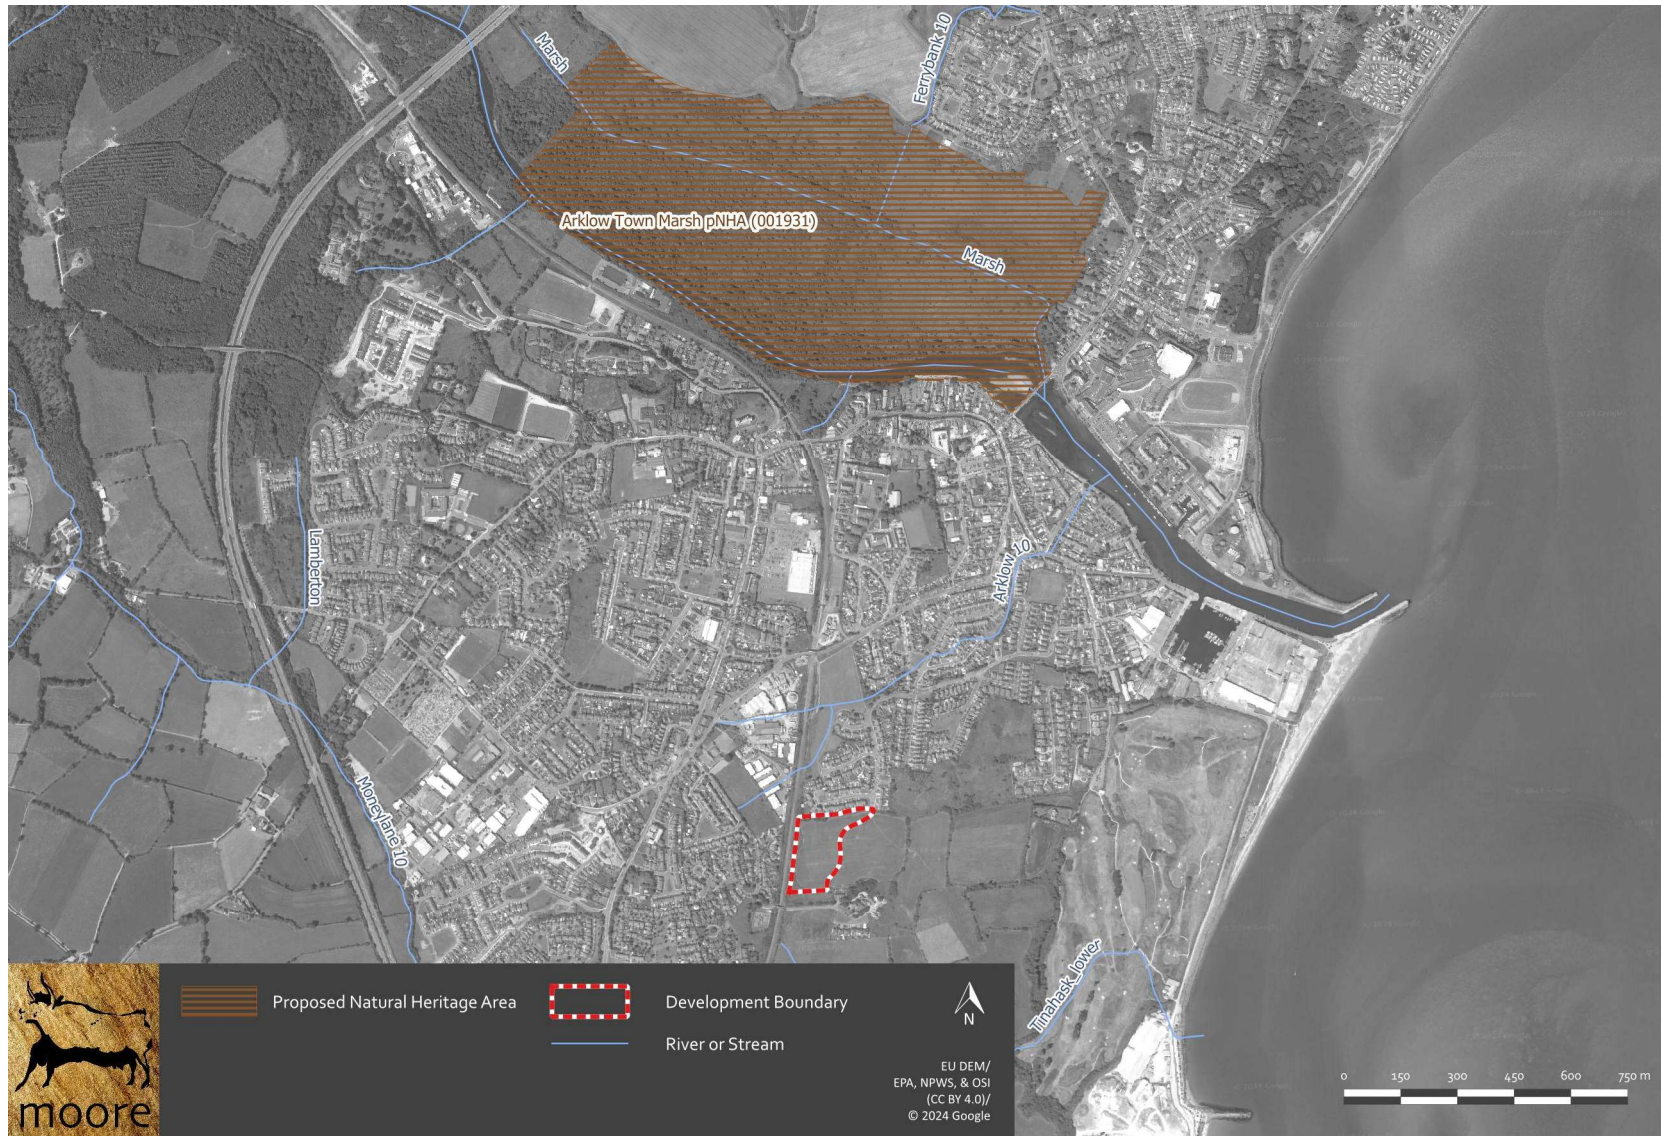 Marsh
Ferrybank 10
Arklow Town Marsh pNHA (001931)
Marsh
Lamberton
Arklow 10
Moneylane 10
Tinahask_lower
Proposed Natural Heritage Area
Development Boundary
River or Stream
N
EU DEM/
EPA, NPWS, & OSI
(CC BY 4.0)/
© 2024 Google
0 150 300 450 600 750 m
moore